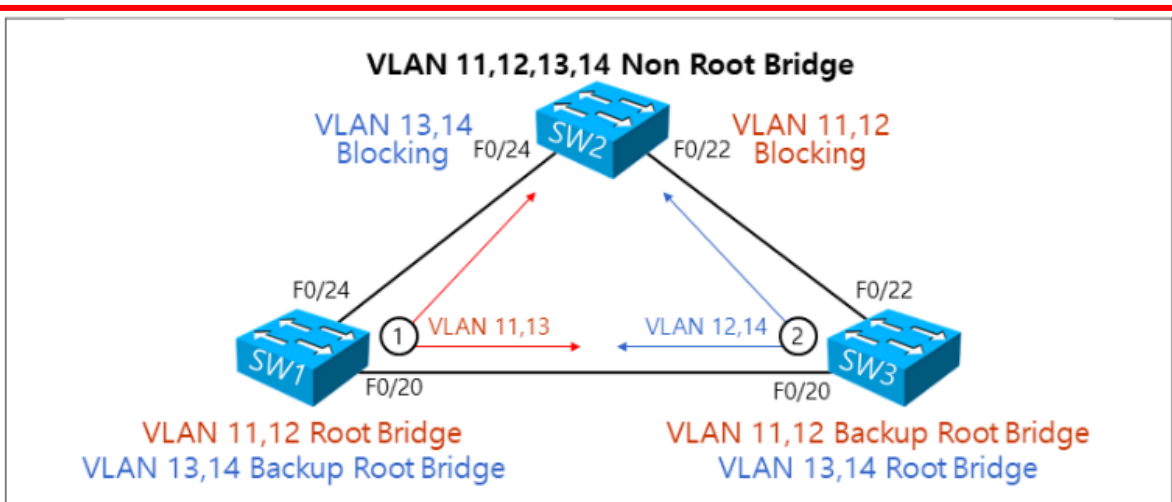 VLAN 11,12,13,14 Non Root Bridge
VLAN 13,14
Blocking
F0/24
SW2
F0/22
VLAN 11,12
Blocking
F0/24
F0/22
1
VLAN 11,13
VLAN 12,14
2
SW1
F0/20
F0/20
SW3
VLAN 11,12 Root Bridge
VLAN 13,14 Backup Root Bridge
VLAN 11,12 Backup Root Bridge
VLAN 13,14 Root Bridge